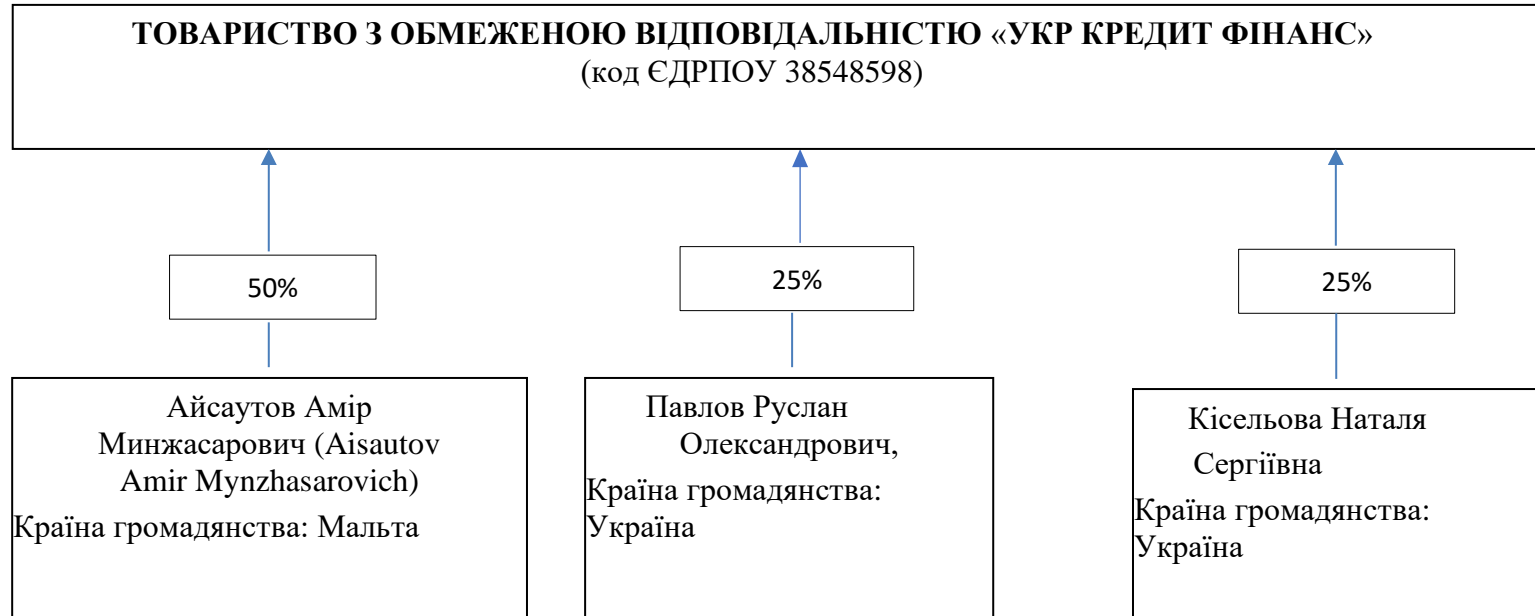 ТОВАРИСТВО З ОБМЕЖЕНОЮ ВІДПОВІДАЛЬНІСТЮ «УКР КРЕДИТ ФІНАНС»
(код ЄДРПОУ 38548598)
50%
25%
25%
Айсаутов Амір
Минжасарович (Aisautov
Amir Mynzhasarovich)
Країна громадянства: Мальта
Павлов Руслан
Олександрович,
Країна громадянства:
Україна
Кісельова Наталя
Сергіївна
Країна громадянства:
Україна